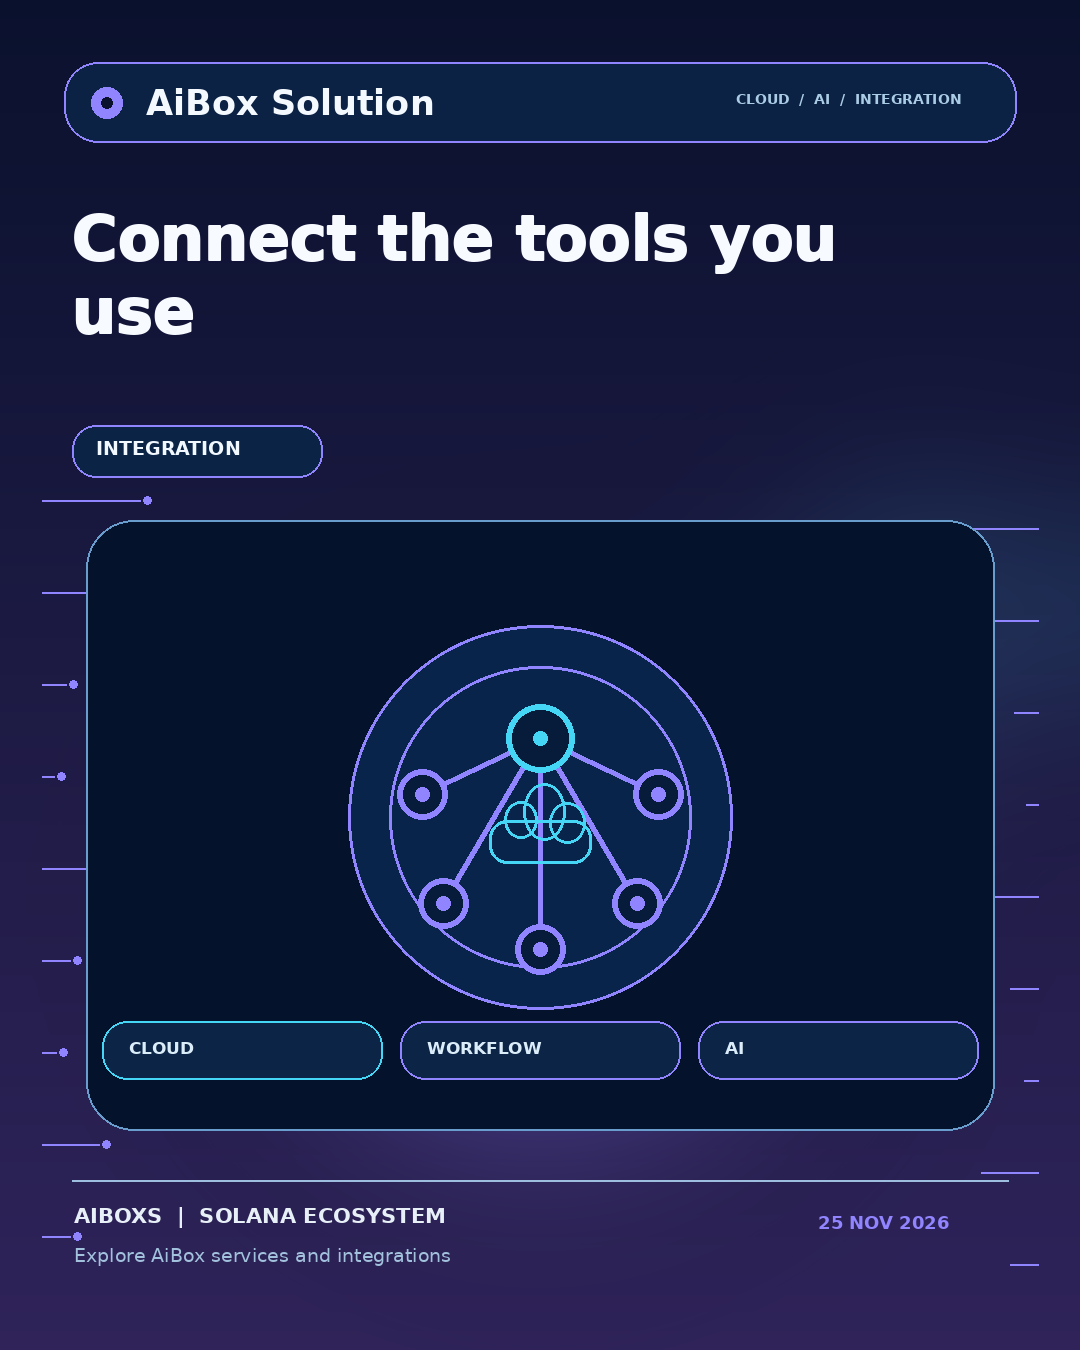 AiBox Solution
CLOUD / AI / INTEGRATION
Connect the tools you
use
INTEGRATION
CLOUD
WORKFLOW
AI
AIBOXS | SOLANA ECOSYSTEM
25 NOV 2026
Explore AiBox services and integrations